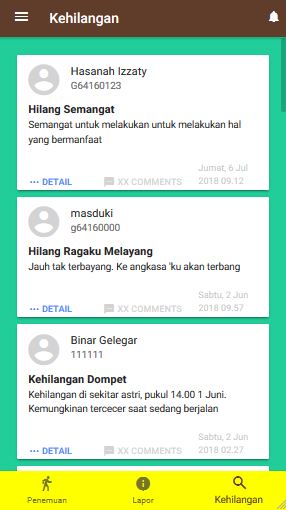 Kehilangan
Hasanah Izzaty
G64160123
Hilang Semangat
Semangat untuk melakukan untuk melakukan hal
yang bermanfaat
Jumat, 6 Jul
2018 09.12
DETAIL
XX COMMENTS
masduki
g64160000
Hilang Ragaku Melayang
Jauh tak terbayang. Ke angkasa 'ku akan terbang
Sabtu, 2 Jun
2018 09.57
DETAIL
XX COMMENTS
Binar Gelegar
111111
Kehilangan Dompet
Kehilangan di sekitar astri, pukul 14.00 1 Juni.
Kemungkinan tercecer saat sedang berjalan
Sabtu, 2 Jun
2018 02.27
DETAIL
XX COMMENTS
Penemuan
Lapor
Kehilangan